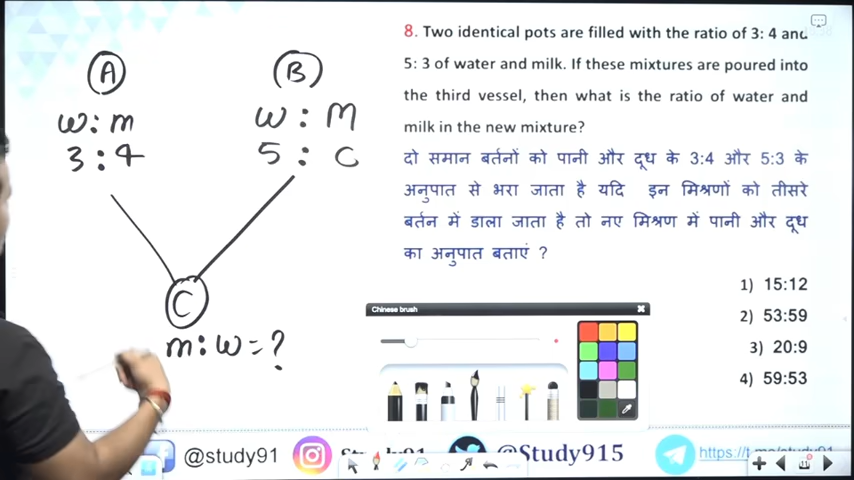 8. Two identical pots are filled with the ratio of 3: 4 and
5: 3 of water and milk. If these mixtures are poured into
the third vessel, then what is the ratio of water and
milk in the new mixture?
दो समान बर्तनों को पानी और दूध के 3:4 और 5:3 के
अनुपात से भरा जाता है यदि इन मिश्रणों को तीसरे
बर्तन में डाला जाता है तो नए मिश्रण में पानी और दूध
का अनुपात बताएं ?
1) 15:12
2) 53:59
3) 20:9
4) 59:53
A
w:m
3:4
B
w:M
5:C
C
m:w=?
Chinese brush
@study91
@Study915